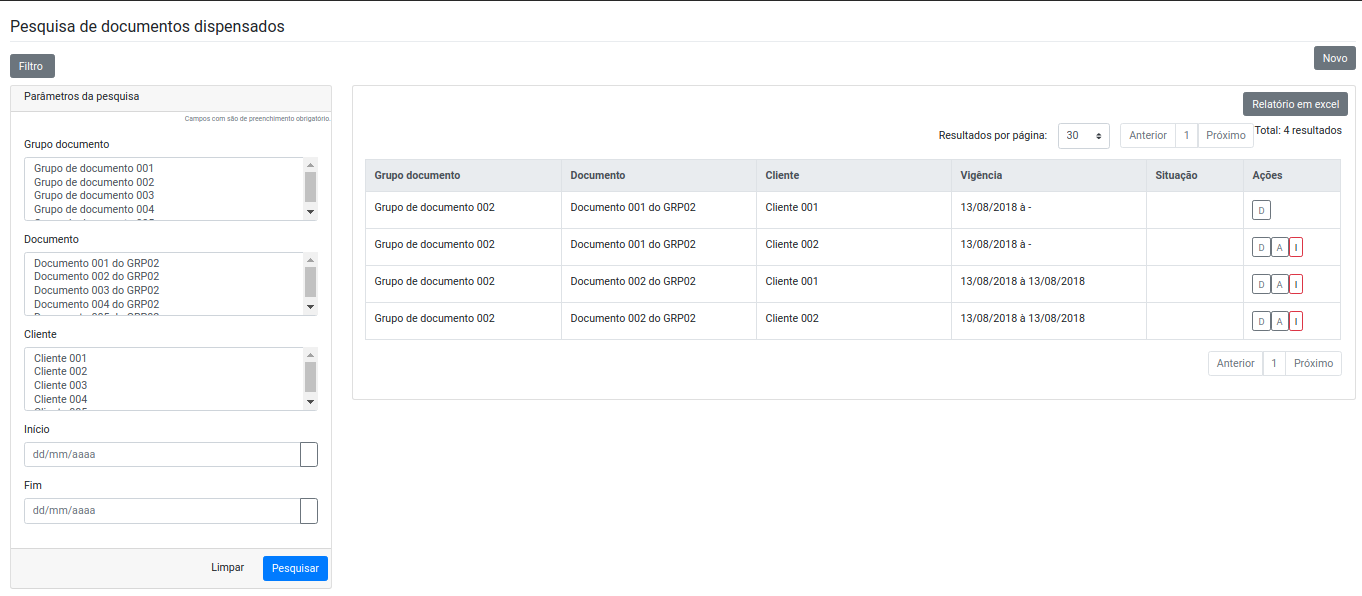 Pesquisa de documentos dispensados
Filtro
Novo
Parâmetros da pesquisa
Campos com são de preenchimento obrigatório.
Grupo documento
Grupo de documento 001
Grupo de documento 002
Grupo de documento 003
Grupo de documento 004
Documento
Documento 001 do GRP02
Documento 002 do GRP02
Documento 003 do GRP02
Documento 004 do GRP02
Cliente
Cliente 001
Cliente 002
Cliente 003
Cliente 004
Início
dd/mm/aaaa
Fim
dd/mm/aaaa
Limpar Pesquisar
Relatório em excel
Resultados por página: 30 Anterior 1 Próximo Total: 4 resultados
Grupo documento Documento Cliente Vigência Situação Ações
Grupo de documento 002 Documento 001 do GRP02 Cliente 001 13/08/2018 à - D
Grupo de documento 002 Documento 001 do GRP02 Cliente 002 13/08/2018 à - D A I
Grupo de documento 002 Documento 002 do GRP02 Cliente 001 13/08/2018 à 13/08/2018 D A I
Grupo de documento 002 Documento 002 do GRP02 Cliente 002 13/08/2018 à 13/08/2018 D A I
Anterior 1 Próximo